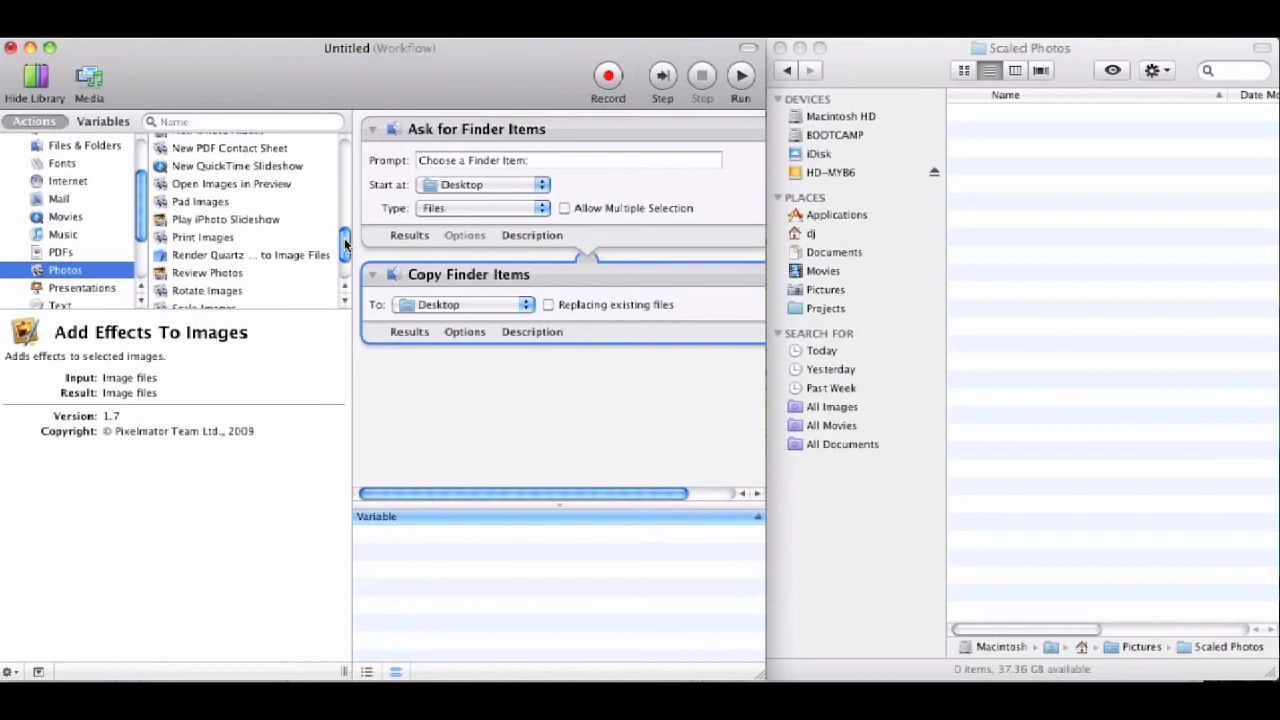 Untitled (Workflow)
Hide Library
Media
Record
Step
Stop
Run
Actions
Variables
Name
Files & Folders
Fonts
Internet
Mail
Movies
Music
PDFs
Photos
Presentations
Text
New PDF Contact Sheet
New QuickTime Slideshow
Open Images in Preview
Pad Images
Play iPhoto Slideshow
Print Images
Render Quartz ... to Image Files
Review Photos
Rotate Images
Scale Images
Add Effects To Images
Adds effects to selected images.
Input: Image files
Result: Image files
Version: 1.7
Copyright: © Pixelmator Team Ltd., 2009
Ask for Finder Items
Prompt: Choose a Finder Item:
Start at: Desktop
Type: Files
Allow Multiple Selection
Results Options Description
Copy Finder Items
To: Desktop
Replacing existing files
Results Options Description
Variable
Scaled Photos
DEVICES
Macintosh HD
BOOTCAMP
iDisk
HD-MYB6
PLACES
Applications
dj
Documents
Movies
Pictures
Projects
SEARCH FOR
Today
Yesterday
Past Week
All Images
All Movies
All Documents
Name
Date Mo
Macintosh
Pictures
Scaled Photos
0 items, 37.36 GB available